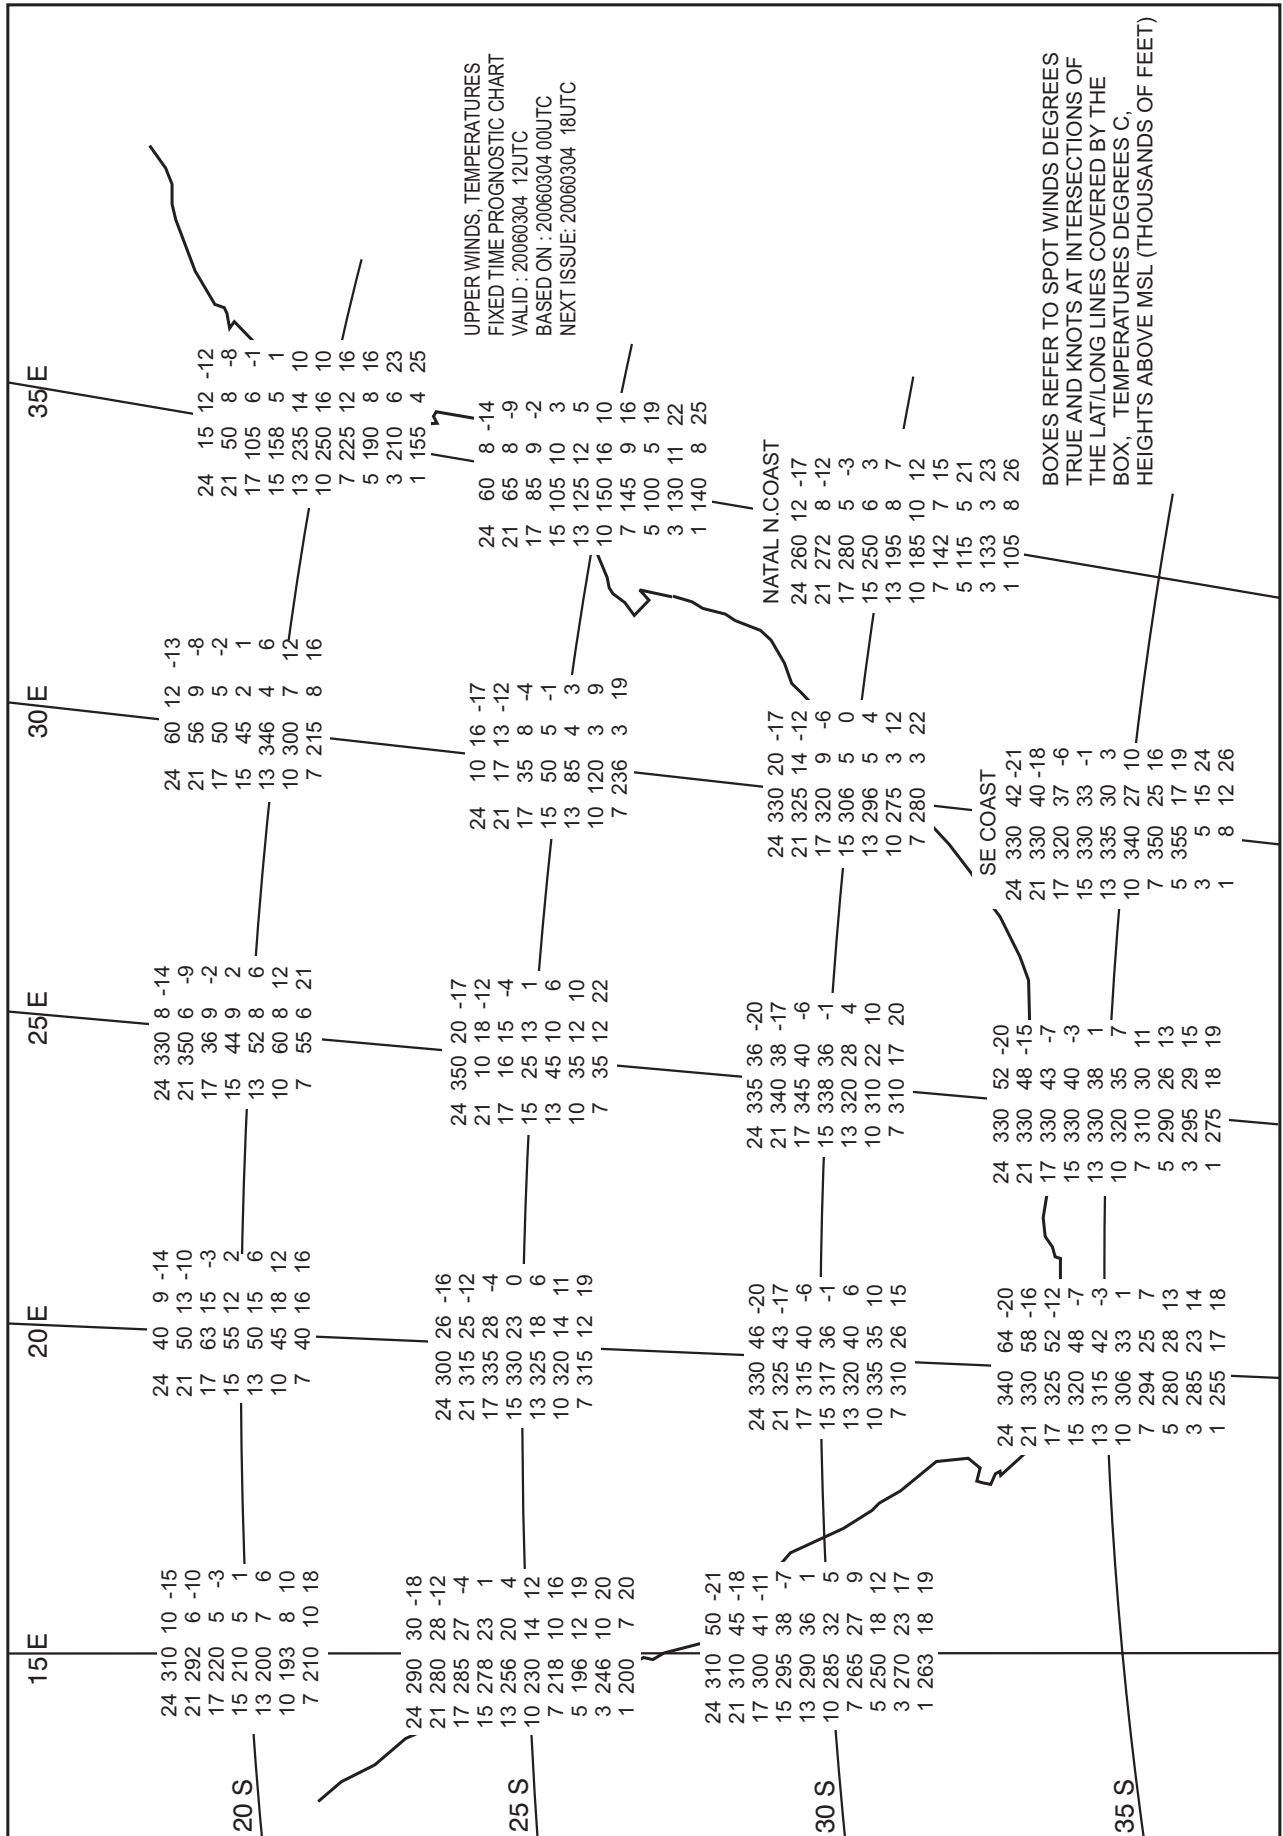 15 E
20 E
25 E
30 E
35 E
20 S
24 310 10 -15
21 292 6 -10
17 220 5 -3
15 210 5 1
13 200 7 6
10 193 8 10
7 210 10 18
24 40 9 -14
21 50 13 -10
17 63 15 -3
15 55 12 2
13 50 15 6
10 45 18 12
7 40 16 16
24 330 8 -14
21 350 6 -9
17 36 9 -2
15 44 9 2
13 52 8 6
10 60 8 12
7 55 6 21
24 60 12 -13
21 56 9 -8
17 50 5 -2
15 45 2 1
13 346 4 6
10 300 7 12
7 215 8 16
24 15 12 -12
21 50 8 -8
17 105 6 -1
15 158 5 1
13 235 14 10
10 250 16 10
7 225 12 16
5 190 8 16
3 210 6 23
1 155 4 25
UPPER WINDS, TEMPERATURES
FIXED TIME PROGNOSTIC CHART
VALID : 20060304 12UTC
BASED ON : 20060304 00UTC
NEXT ISSUE: 20060304 18UTC
25 S
24 290 30 -18
21 280 28 -12
17 285 27 -4
15 278 23 1
13 256 20 4
10 230 14 12
7 218 10 16
5 196 12 19
3 246 10 20
1 200 7 20
24 300 26 -16
21 315 25 -12
17 335 28 -4
15 330 23 0
13 325 18 6
10 320 14 11
7 315 12 19
24 350 20 -17
21 10 18 -12
17 16 15 -4
15 25 13 1
13 45 10 6
10 35 12 10
7 35 12 22
24 10 16 -17
21 17 13 -12
17 35 8 -4
15 50 5 -1
13 85 4 3
10 120 3 9
7 236 3 19
24 60 8 -14
21 65 8 -9
17 85 9 -2
15 105 10 3
13 125 12 5
10 150 16 10
7 145 9 16
5 100 5 19
3 130 11 22
1 140 8 25
30 S
24 310 50 -21
21 310 45 -18
17 300 41 -11
15 295 38 -7
13 290 36 1
10 285 32 5
7 265 27 9
5 250 18 12
3 270 23 17
1 263 18 19
24 330 46 -20
21 325 43 -17
17 315 40 -6
15 317 36 -1
13 320 40 6
10 335 35 10
7 310 26 15
24 335 36 -20
21 340 38 -17
17 345 40 -6
15 338 36 -1
13 320 28 4
10 310 22 10
7 310 17 20
24 330 20 -17
21 325 14 -12
17 320 9 -6
15 306 5 0
13 296 5 4
10 275 3 12
7 280 3 22
NATAL N.COAST
24 260 12 -17
21 272 8 -12
17 280 5 -3
15 250 6 3
13 195 8 7
10 185 10 12
7 142 7 15
5 115 5 21
3 133 3 23
1 105 8 26
35 S
24 340 64 -20
21 330 58 -16
17 325 52 -12
15 320 48 -7
13 315 42 -3
10 306 33 1
7 294 25 7
5 280 28 13
3 285 23 14
1 255 17 18
24 330 52 -20
21 330 48 -15
17 330 43 -7
15 330 40 -3
13 330 38 1
10 320 35 7
7 310 30 11
5 290 26 13
3 295 29 15
1 275 18 19
SE COAST
24 330 42 -21
21 330 40 -18
17 320 37 -6
15 330 33 -1
13 335 30 3
10 340 27 10
7 350 25 16
5 355 17 19
3 5 15 24
1 8 12 26
BOXES REFER TO SPOT WINDS DEGREES
TRUE AND KNOTS AT INTERSECTIONS OF
THE LAT/LONG LINES COVERED BY THE
BOX, TEMPERATURES DEGREES C,
HEIGHTS ABOVE MSL (THOUSANDS OF FEET)